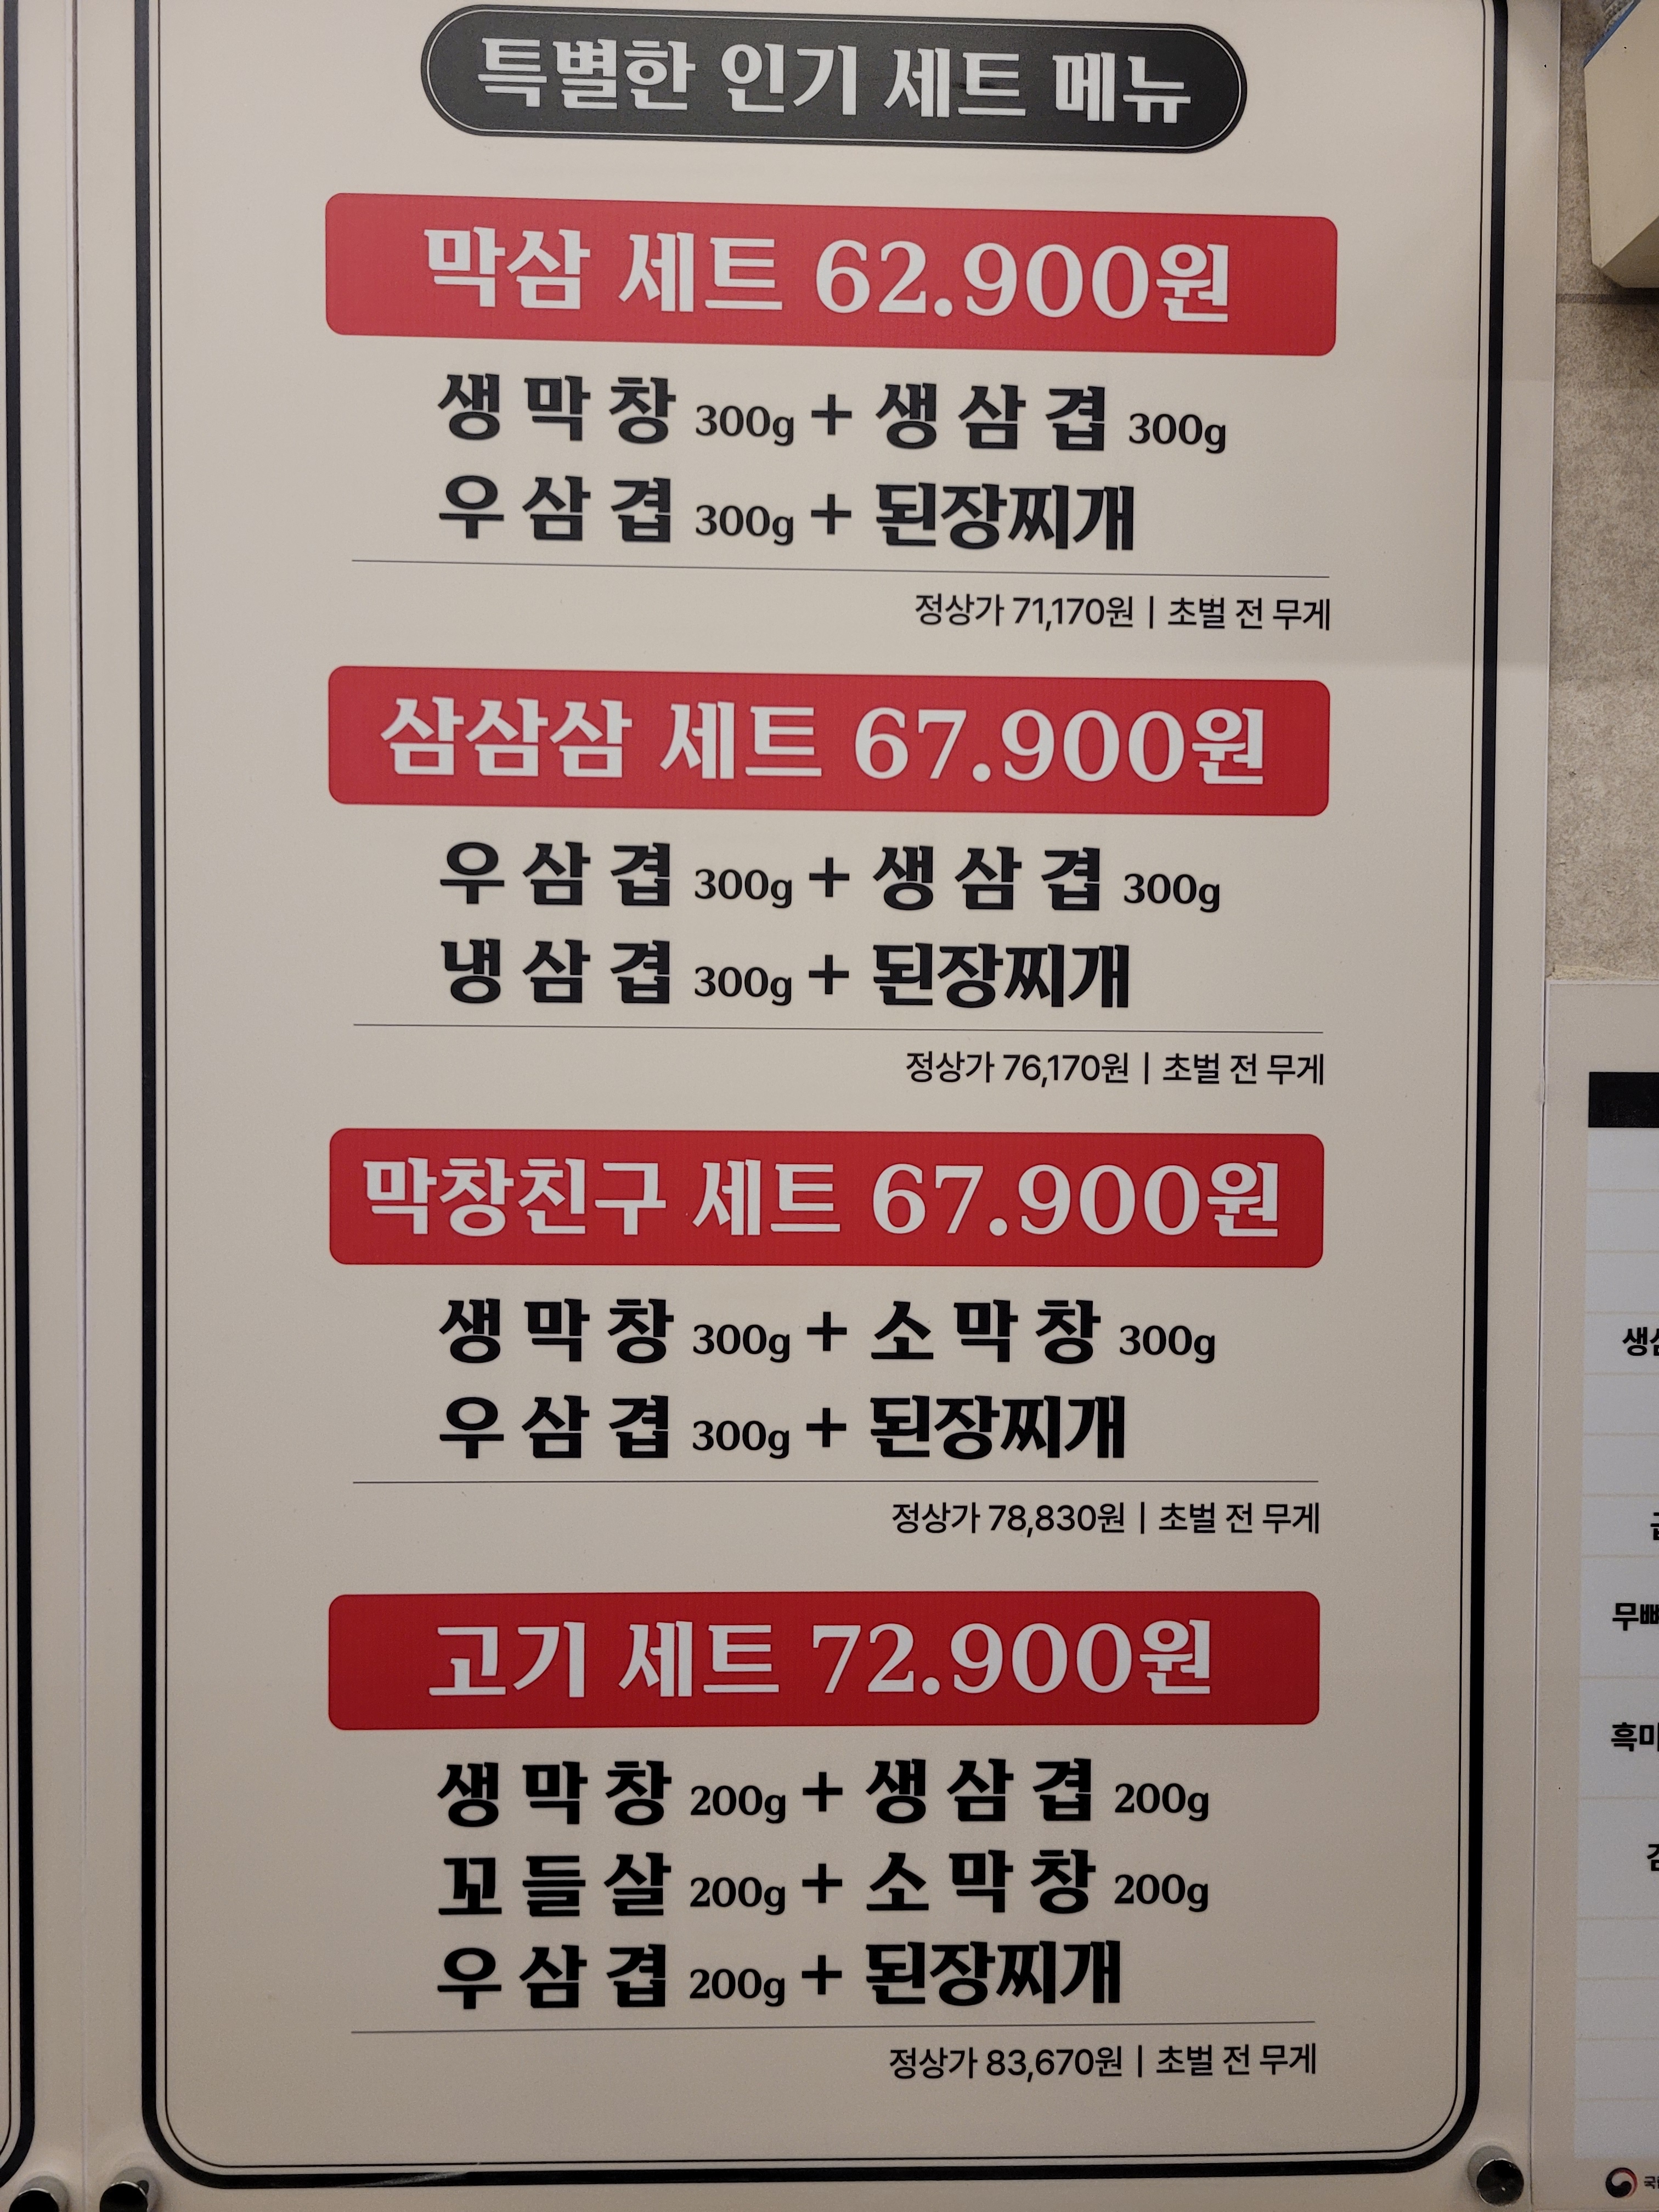 특별한 인기 세트 메뉴
막삼 세트 62.900원
생막창 300g + 생삼겹 300g
우삼겹 300g + 된장찌개
정상가 71,170원 | 초벌 전 무게
삼삼삼 세트 67.900원
우삼겹 300g + 생삼겹 300g
냉삼겹 300g + 된장찌개
정상가 76,170원 | 초벌 전 무게
막창친구 세트 67.900원
생막창 300g + 소막창 300g
우삼겹 300g + 된장찌개
정상가 78,830원 | 초벌 전 무게
고기 세트 72.900원
생막창 200g + 생삼겹 200g
꼬들살 200g + 소막창 200g
우삼겹 200g + 된장찌개
정상가 83,670원 | 초벌 전 무게